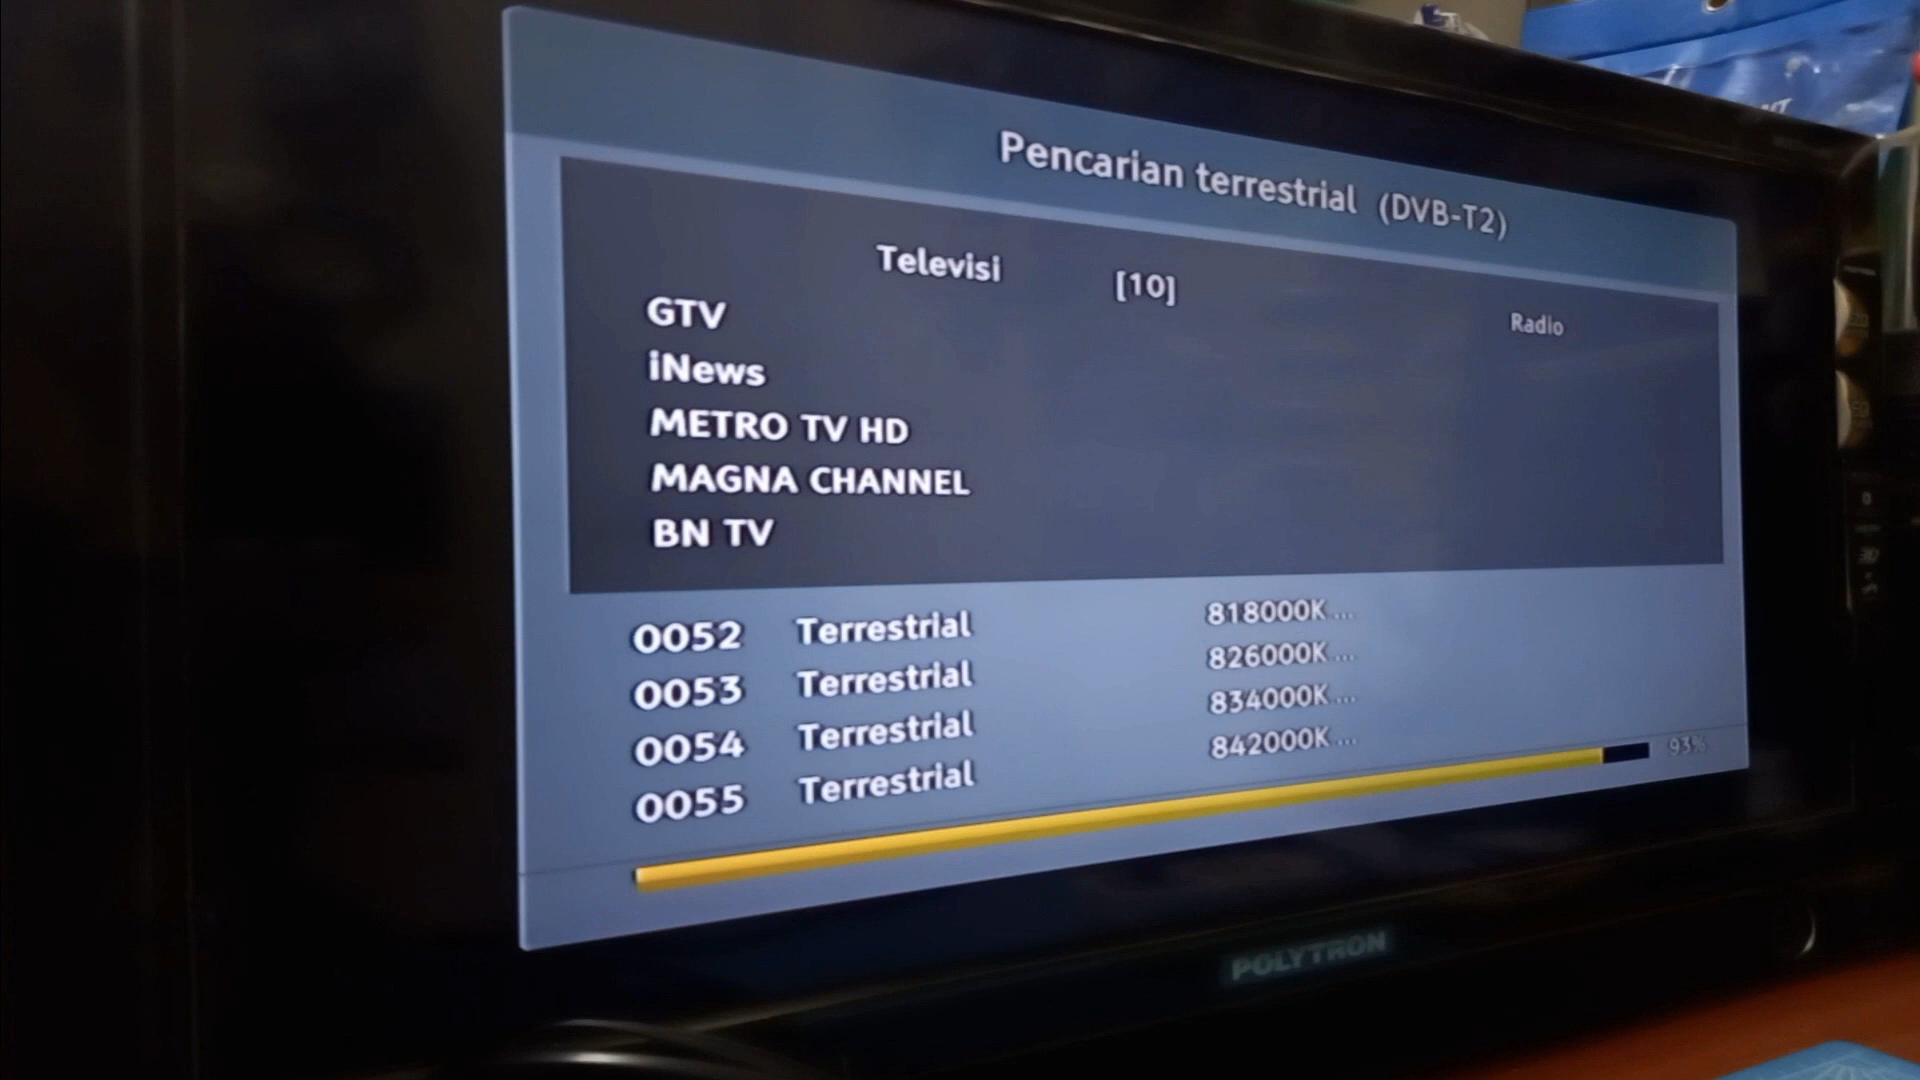 Pencarian terrestrial (DVB-T2)
Televisi [10] Radio
GTV
iNews
METRO TV HD
MAGNA CHANNEL
BN TV
0052 Terrestrial 818000K...
0053 Terrestrial 826000K...
0054 Terrestrial 834000K...
0055 Terrestrial 842000K...
93%
POLYTRON